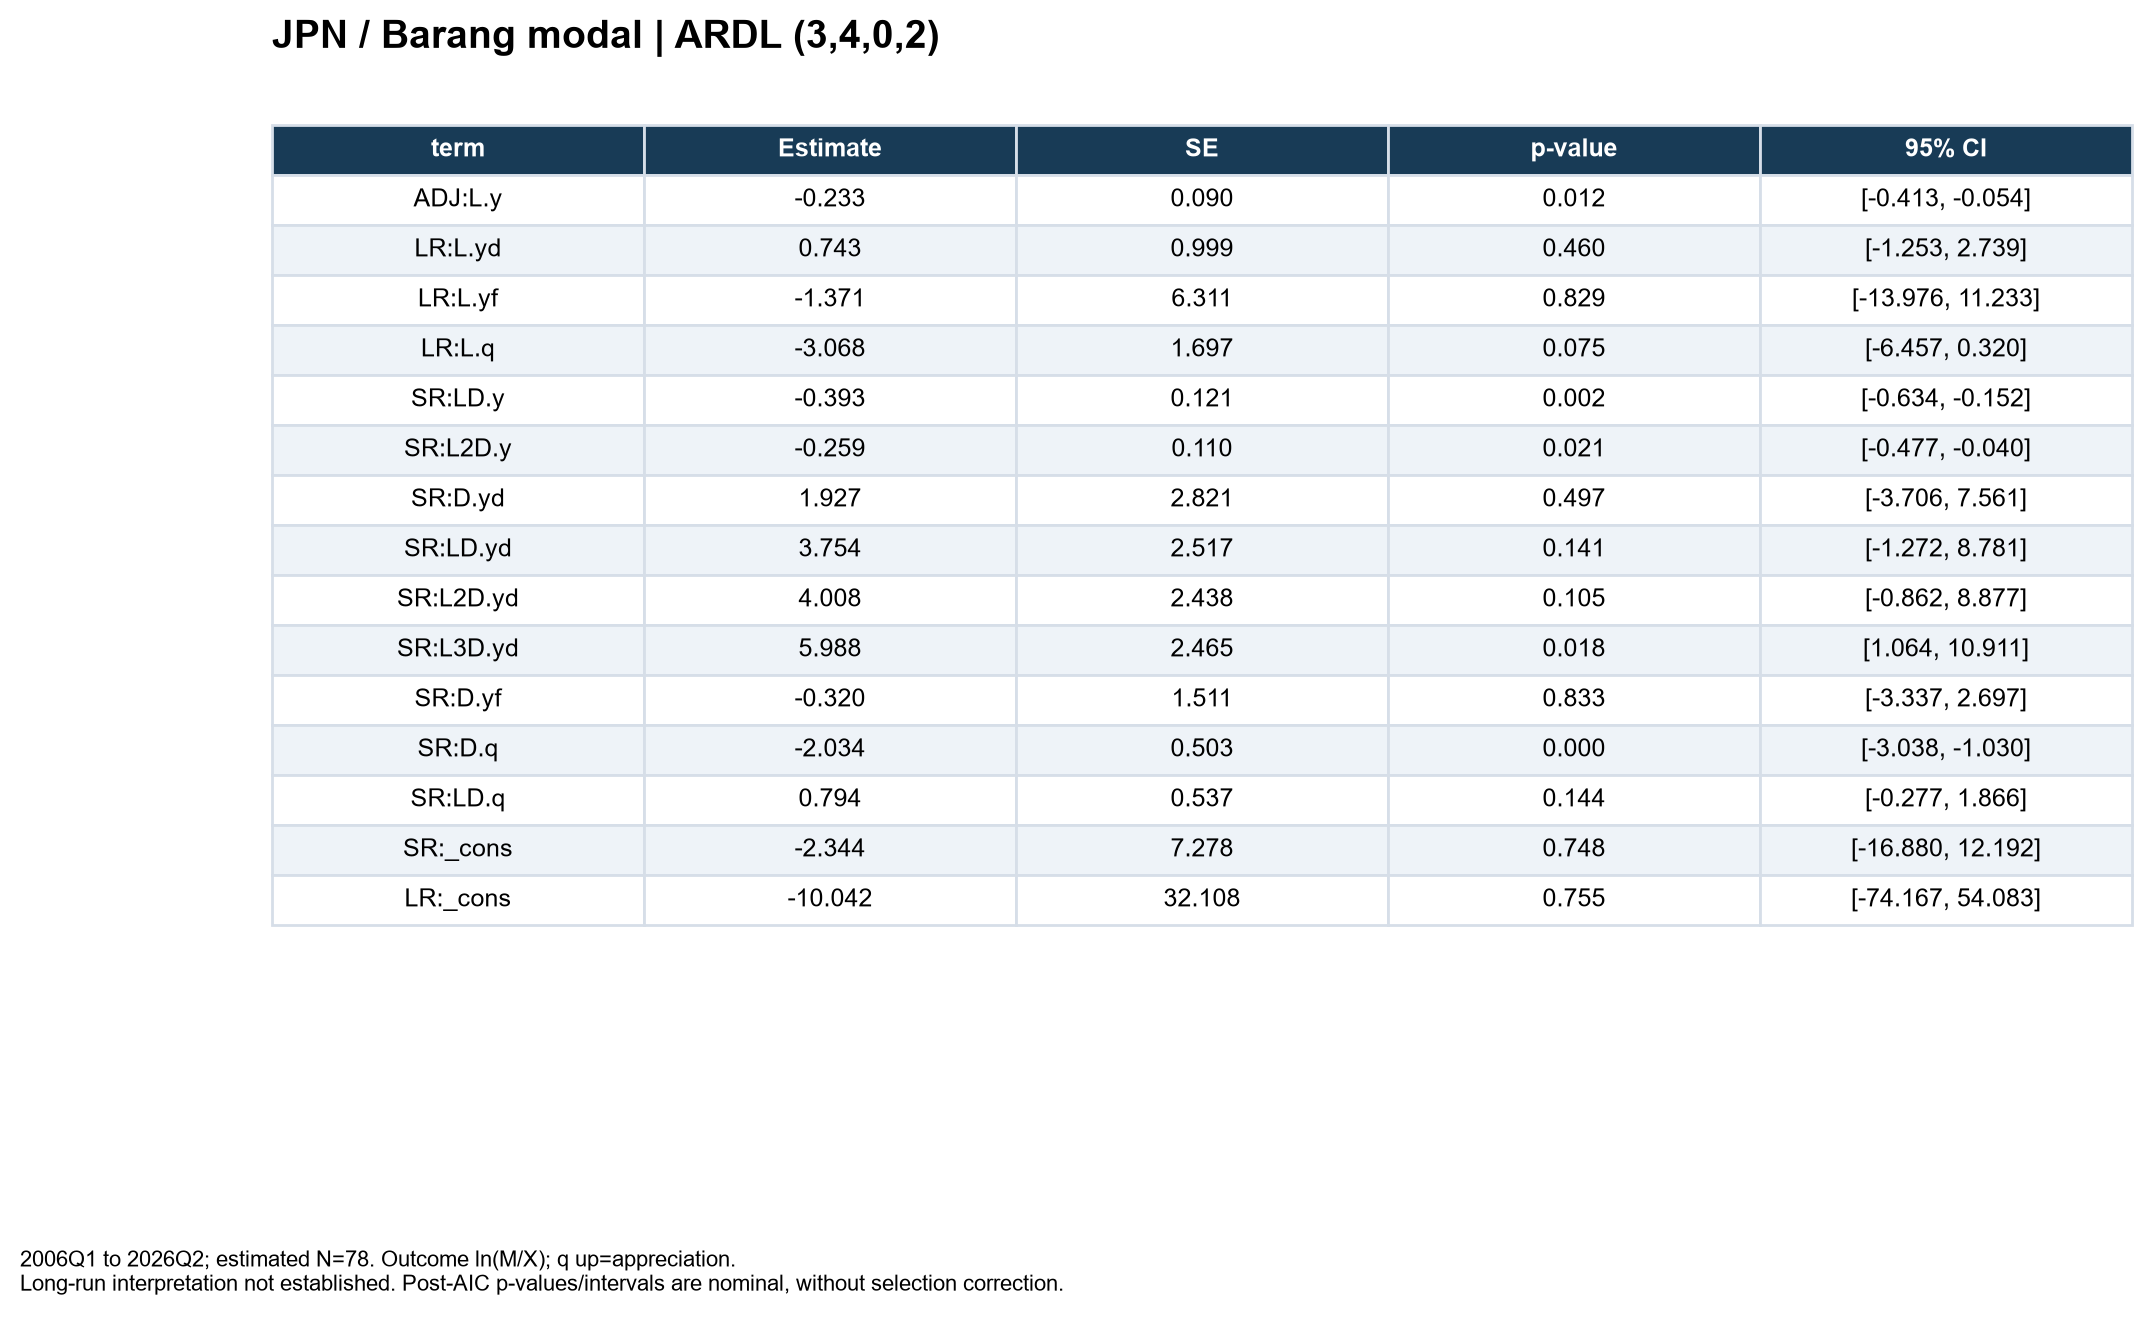 JPN / Barang modal | ARDL (3,4,0,2)
term Estimate SE p-value 95% CI
ADJ:L.y -0.233 0.090 0.012 [-0.413, -0.054]
LR:L.yd 0.743 0.999 0.460 [-1.253, 2.739]
LR:L.yf -1.371 6.311 0.829 [-13.976, 11.233]
LR:L.q -3.068 1.697 0.075 [-6.457, 0.320]
SR:LD.y -0.393 0.121 0.002 [-0.634, -0.152]
SR:L2D.y -0.259 0.110 0.021 [-0.477, -0.040]
SR:D.yd 1.927 2.821 0.497 [-3.706, 7.561]
SR:LD.yd 3.754 2.517 0.141 [-1.272, 8.781]
SR:L2D.yd 4.008 2.438 0.105 [-0.862, 8.877]
SR:L3D.yd 5.988 2.465 0.018 [1.064, 10.911]
SR:D.yf -0.320 1.511 0.833 [-3.337, 2.697]
SR:D.q -2.034 0.503 0.000 [-3.038, -1.030]
SR:LD.q 0.794 0.537 0.144 [-0.277, 1.866]
SR:_cons -2.344 7.278 0.748 [-16.880, 12.192]
LR:_cons -10.042 32.108 0.755 [-74.167, 54.083]
2006Q1 to 2026Q2; estimated N=78. Outcome ln(M/X); q up=appreciation.
Long-run interpretation not established. Post-AIC p-values/intervals are nominal, without selection correction.